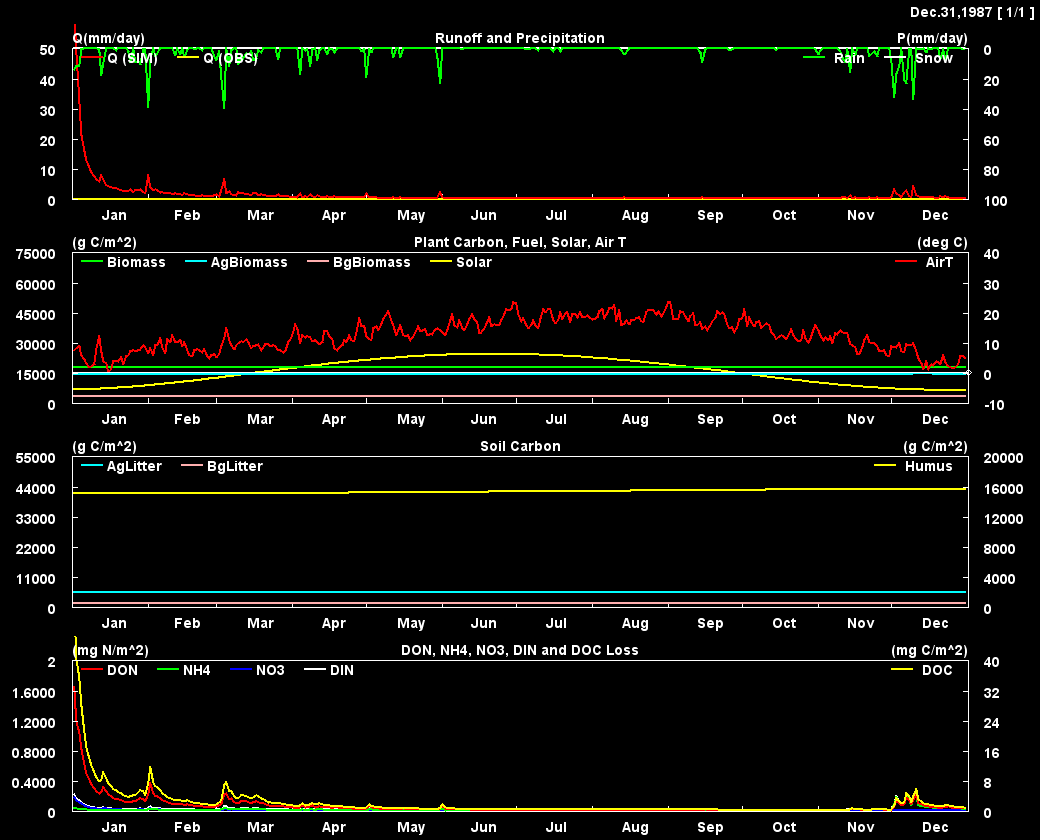 Dec.31,1987 [ 1/1 ]
Q(mm/day) Runoff and Precipitation P(mm/day)
50 0
Q (SIM) Q (OBS) Rain Snow
40 20
30 40
20 60
10 80
0 100
Jan Feb Mar Apr May Jun Jul Aug Sep Oct Nov Dec
(g C/m^2) Plant Carbon, Fuel, Solar, Air T (deg C)
75000 40
Biomass AgBiomass BgBiomass Solar AirT
60000 30
45000 20
30000 10
15000 0
0 -10
Jan Feb Mar Apr May Jun Jul Aug Sep Oct Nov Dec
(g C/m^2) Soil Carbon (g C/m^2)
55000 20000
AgLitter BgLitter Humus
44000 16000
33000 12000
22000 8000
11000 4000
0 0
Jan Feb Mar Apr May Jun Jul Aug Sep Oct Nov Dec
(mg N/m^2) DON, NH4, NO3, DIN and DOC Loss (mg C/m^2)
2 40
DON NH4 NO3 DIN DOC
1.6000 32
1.2000 24
0.8000 16
0.4000 8
0 0
Jan Feb Mar Apr May Jun Jul Aug Sep Oct Nov Dec